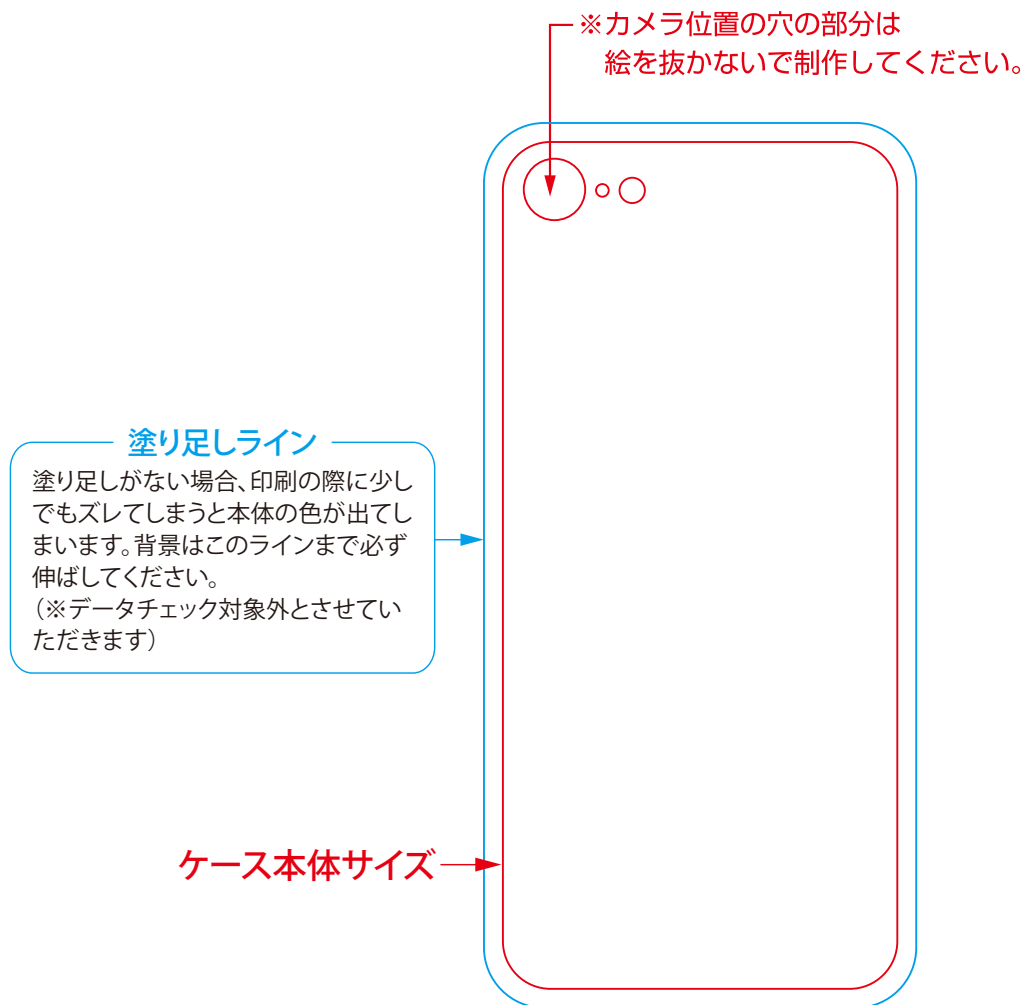 ※カメラ位置の穴の部分は
絵を抜かないで制作してください。
塗り足しライン
塗り足しがない場合、印刷の際に少し
でもズレてしまうと本体の色が出てし
まいます。背景はこのラインまで必ず
伸ばしてください。
（※データチェック対象外とさせてい
ただきます）
ケース本体サイズ